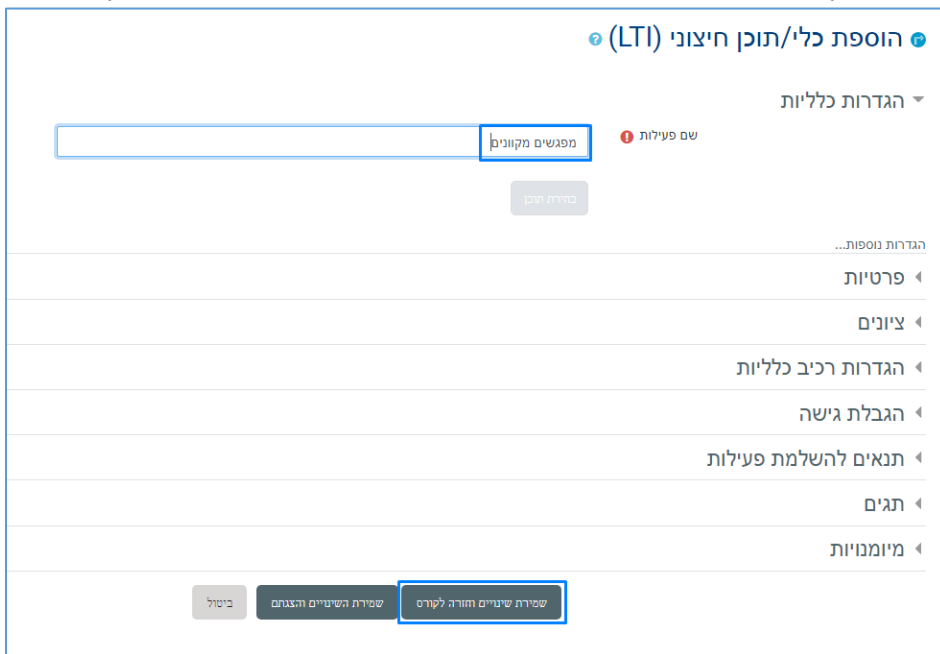 הוספת כלי/תוכן חיצוני (LTI)
הגדרות כלליות
שם פעילות
מפגשים מקוונים
בחירת תוכן
הגדרות נוספות...
פרטיות
ציונים
הגדרות רכיב כלליות
הגבלת גישה
תנאים להשלמת פעילות
תגים
מיומנויות
שמירת שינויים וחזרה לקורס שמירת השינויים והצגתם ביטול